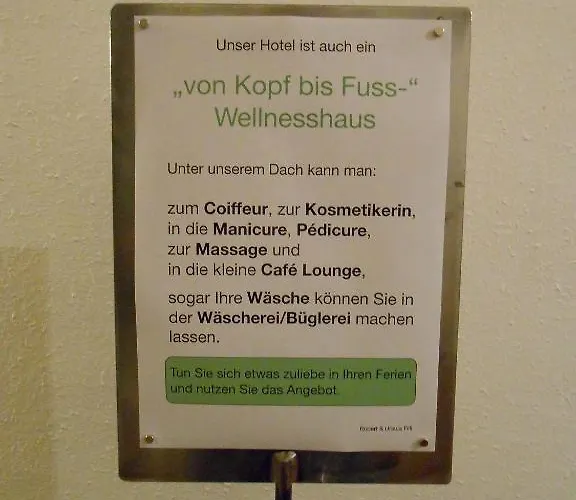 Unser Hotel ist auch ein
„von Kopf bis Fuss-“
Wellnesshaus
Unter unserem Dach kann man:
zum Coiffeur, zur Kosmetikerin,
in die Manicure, Pédicure,
zur Massage und
in die kleine Café Lounge,
sogar Ihre Wäsche können Sie in
der Wäscherei/Büglerei machen
lassen.
Tun Sie sich etwas zuliebe in Ihren Ferien
und nutzen Sie das Angebot.